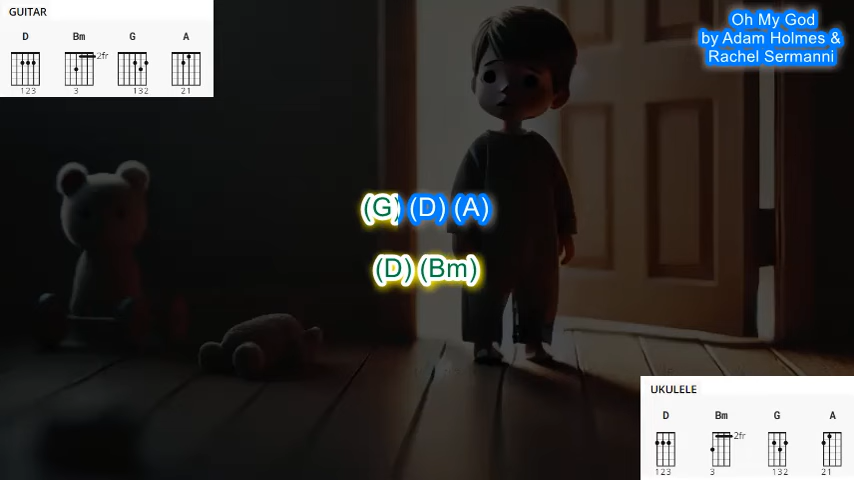 GUITAR
D Bm G A
2fr
123 3 132 21
Oh My God
by Adam Holmes &
Rachel Sermanni
(G) (D) (A)
(D) (Bm)
UKULELE
D Bm G A
2fr
123 3 132 21